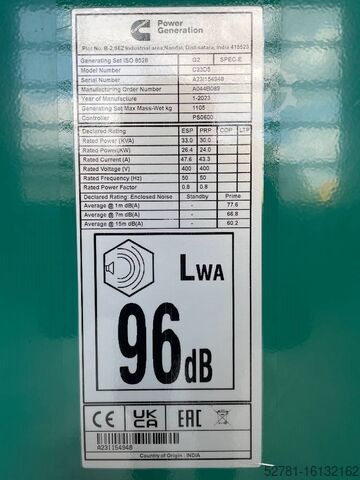 Power
Generation
Plot No. B-2,SEZ Industrial area,Nandal, Dist-satara, India 415523
Generating Set ISO 8528 G2 SPEC-E
Model Number C33D5
Serial Number A23I154948
Manufacturing Order Number A044B089
Year of Manufacturing 1-2023
Generating Set Max Mass-Wet kg 1105
Controller PS0600
Declared Rating ESP PRP COP LTP
Rated Power (KVA) 33.0 30.0
Rated Power(KW) 26.4 24.0
Rated Current (A) 47.6 43.3
Rated Voltage (V) 400 400
Rated Frequency (Hz) 50 50
Rated Power Factor 0.8 0.8
Declared Rating: Enclosed Noise Standby Prime
Average @ 1m dB(A) 77.6
Average @ 7m dB(A) 66.8
Average @ 15m dB(A) 60.2
LWA
96 dB
CE UK CA EAC
A23I154948
Country of Origin : INDIA
52781-16132162